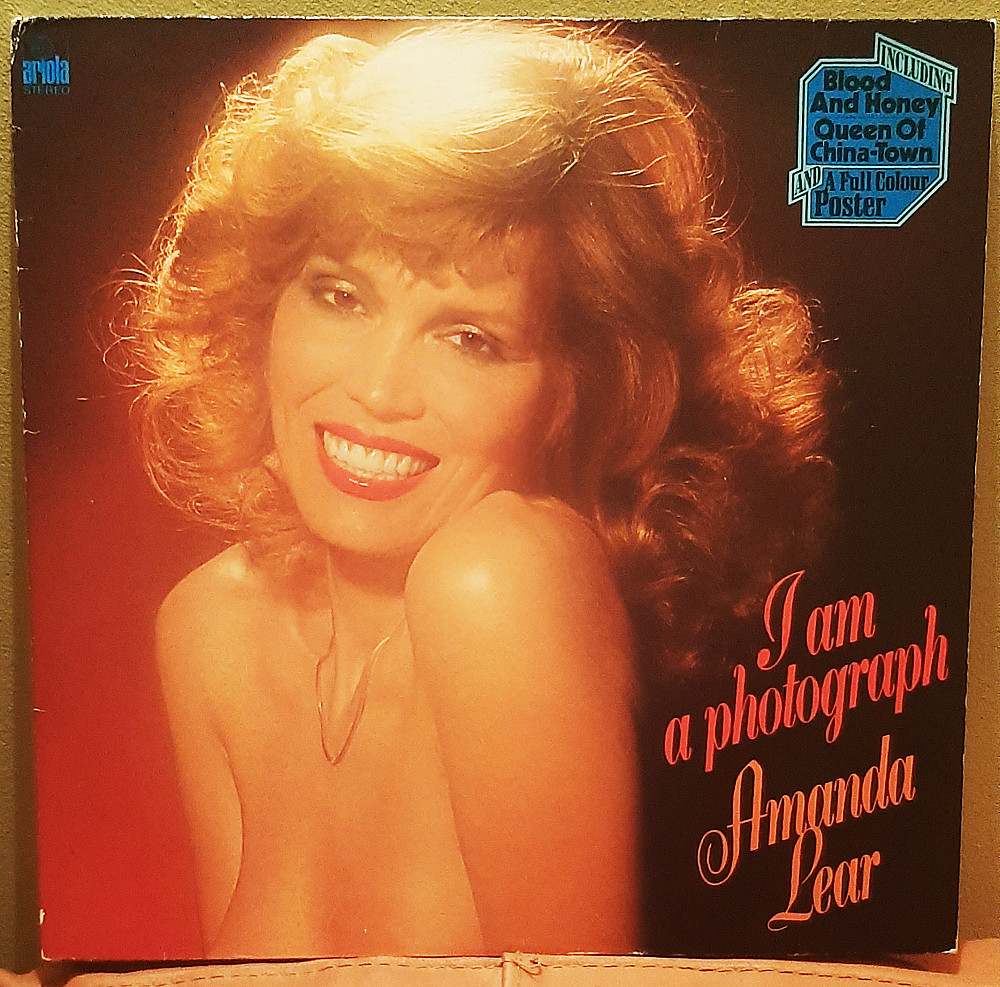 ariola
STEREO
INCLUDING
Blood
And Honey
Queen Of
China-Town
AND
A Full Colour
Poster
I am
a photograph
Amanda
Lear